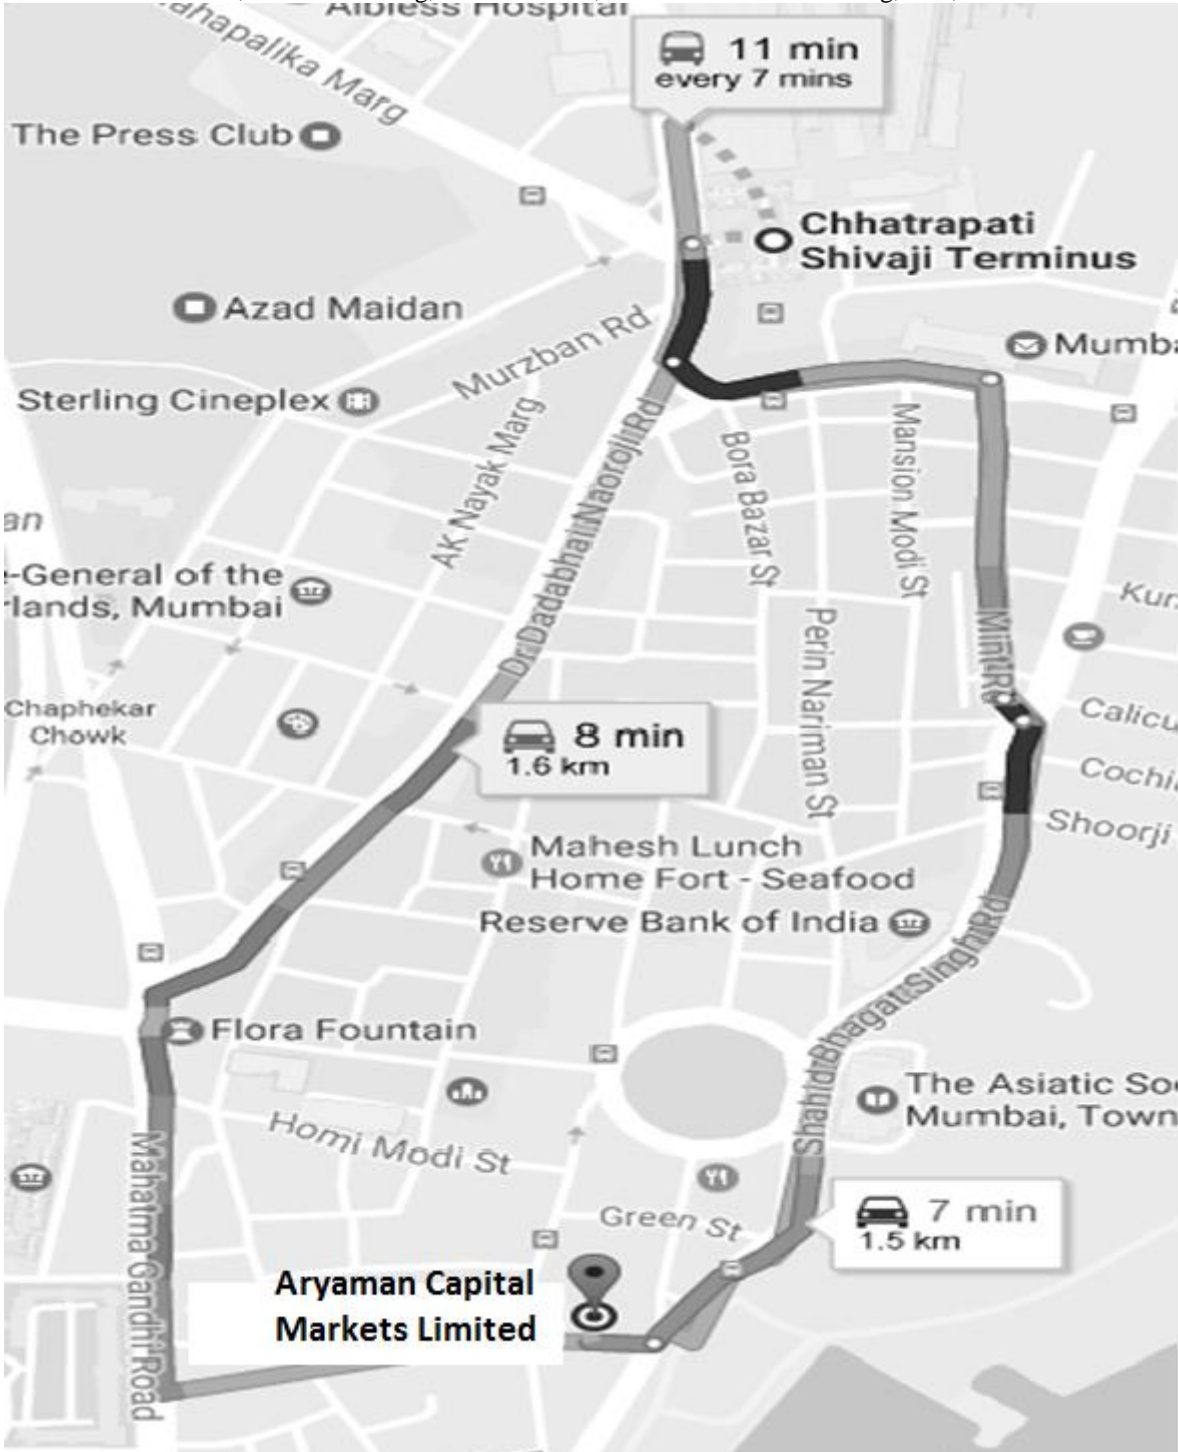 Albless Hospital
ahapalika Marg
11 min
every 7 mins
The Press Club
Chhatrapati
Shivaji Terminus
Azad Maidan
Murzban Rd
Mumba
Sterling Cineplex
AK Nayak Marg
Dr Dadabhai Naoroji Rd
Bora Bazar St
Mansion Modi St
an
-General of the
rlands, Mumbai
Kun
Perin Nariman St
Mint Rd
Chaphekar
Chowk
Calicu
8 min
1.6 km
Cochi
Shoorji
Mahesh Lunch
Home Fort - Seafood
Reserve Bank of India
Shahid Bhagat Singh Rd
Flora Fountain
The Asiatic So
Mumbai, Town
Homi Modi St
Mahatma Gandhi Road
Green St
7 min
1.5 km
Aryaman Capital
Markets Limited